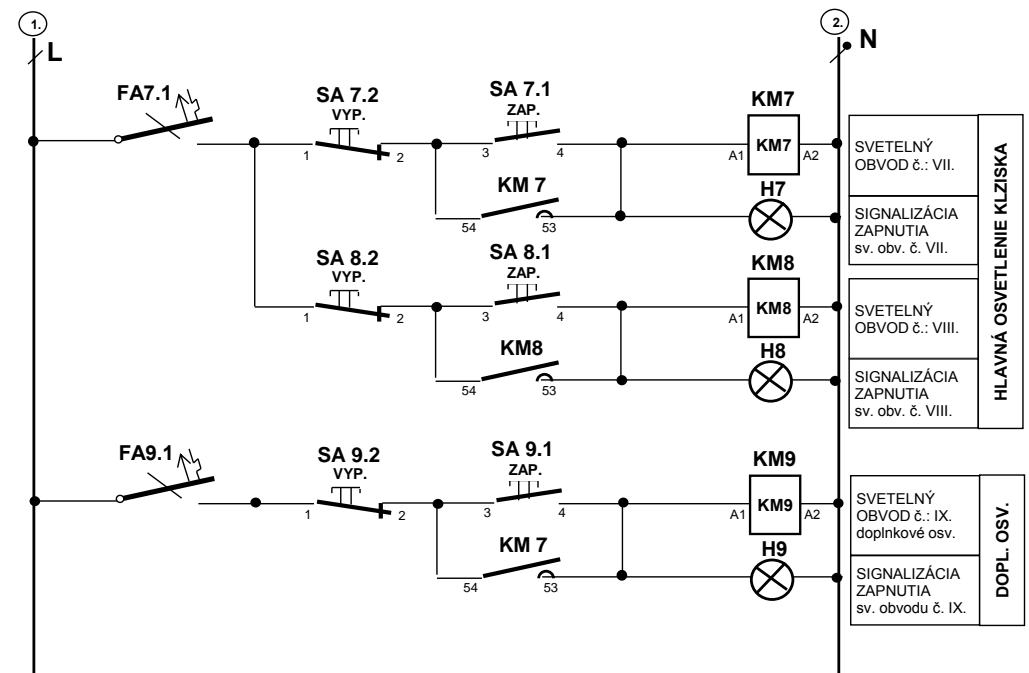 1.
L
2.
N
FA7.1
SA 7.2
VYP.
1
2
SA 7.1
ZAP.
3
4
KM7
KM7
A1
A2
KM 7
54
53
H7
SVETELNÝ
OBVOD č.: VII.
SIGNALIZÁCIA
ZAPNUTIA
sv. obv. č. VII.
SA 8.2
VYP.
1
2
SA 8.1
ZAP.
3
4
KM8
KM8
A1
A2
KM8
54
53
H8
SVETELNÝ
OBVOD č.: VIII.
SIGNALIZÁCIA
ZAPNUTIA
sv. obv. č. VIII.
HLAVNÁ OSVETLENIE KLZISKA
FA9.1
SA 9.2
VYP.
1
2
SA 9.1
ZAP.
3
4
KM9
KM9
A1
A2
KM 7
54
53
H9
SVETELNÝ
OBVOD č.: IX.
doplnkové osv.
SIGNALIZÁCIA
ZAPNUTIA
sv. obvodu č. IX.
DOPL. OSV.